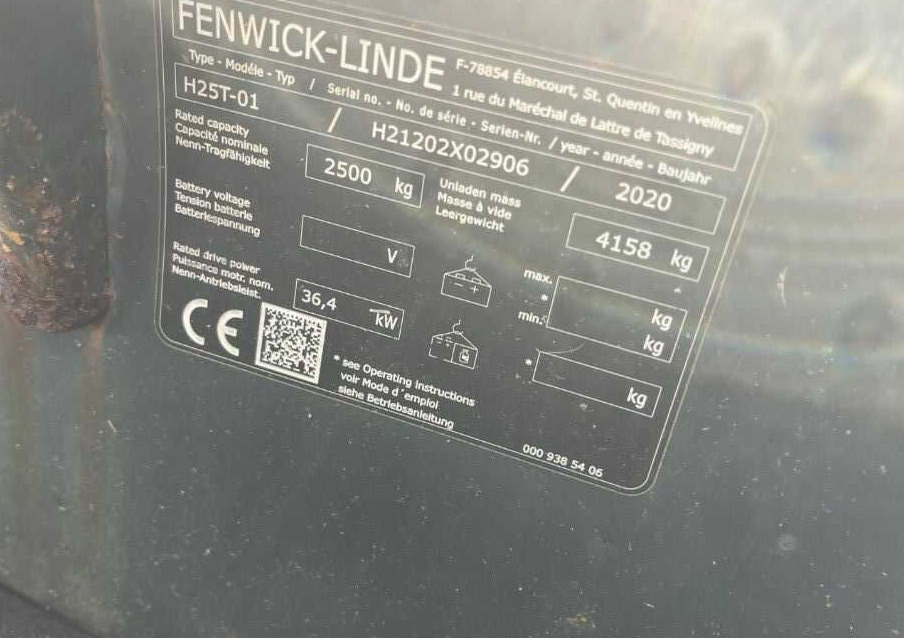 FENWICK-LINDE
F-78854 Élancourt, St. Quentin en Yvelines
1 rue du Maréchal de Lattre de Tassigny
Type - Modéle - Typ / Serial no. - No. de série - Serien-Nr. / year - année - Baujahr
H25T-01 / H21202X02906 / 2020
Rated capacity
Capacité nominale
Nenn-Tragfähigkeit
2500 kg
Unladen mass
Masse à vide
Leergewicht
4158 kg
Battery voltage
Tension batterie
Batteriespannung
V
max.
kg
*
min.
kg
Rated drive power
Puissance motr. nom.
Nenn-Antriebsleist.
36,4 kW
*
kg
CE
* see Operating instructions
voir Mode d'emploi
siehe Betriebsanleitung
000 938 54 06